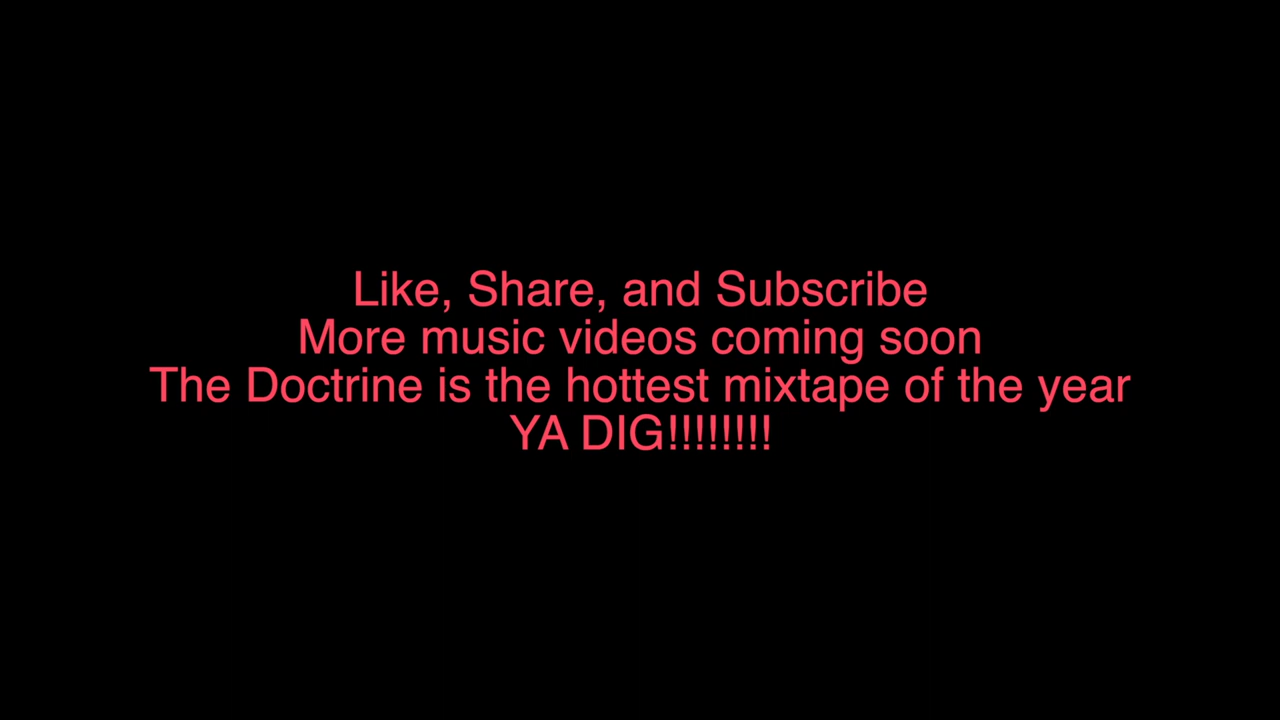 Like, Share, and Subscribe
More music videos coming soon
The Doctrine is the hottest mixtape of the year
YA DIG!!!!!!!!